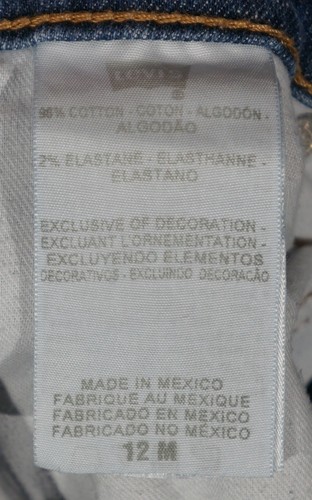 LEVI'S
®
98% COTTON - COTON - ALGODÓN -
ALGODÃO
2% ELASTANE - ELASTHANNE -
ELASTANO
EXCLUSIVE OF DECORATION -
EXCLUANT L'ORNEMENTATION -
EXCLUYENDO ELEMENTOS
DECORATIVOS - EXCLUINDO DECORAÇÃO
MADE IN MEXICO
FABRIQUE AU MEXIQUE
FABRICADO EN MEXICO
FABRICADO NO MÉXICO
12 M